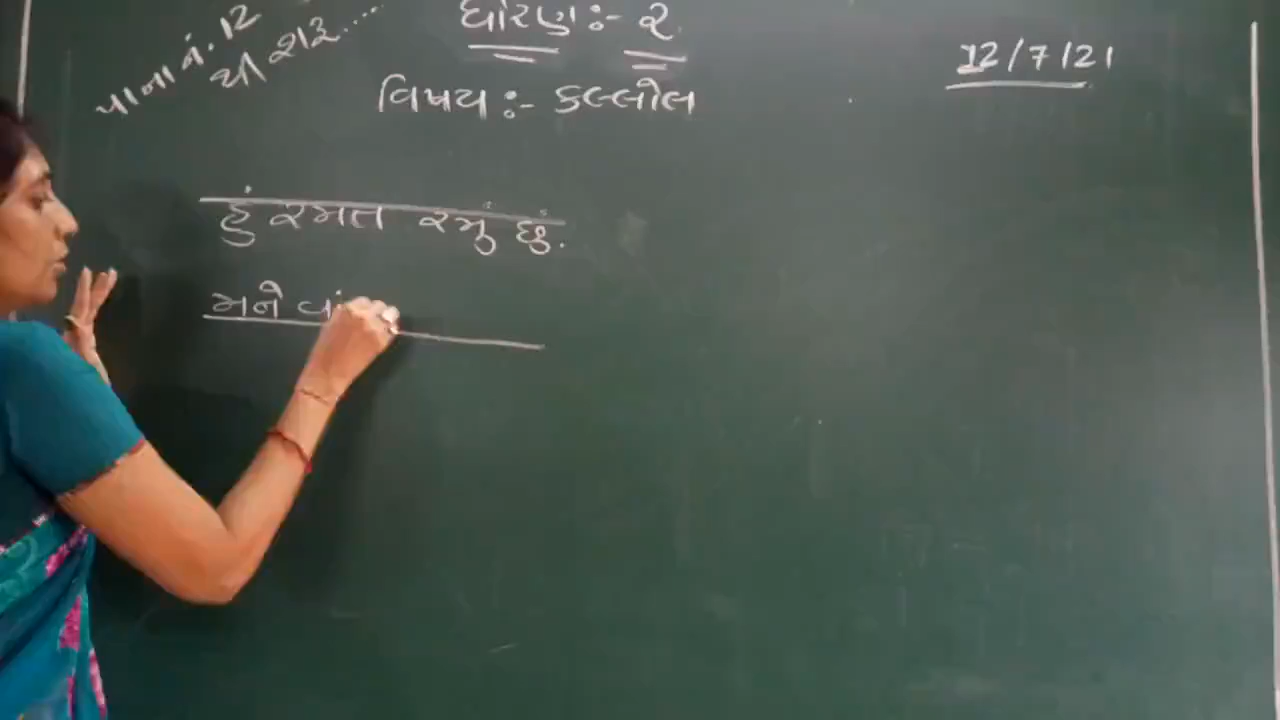 ધોરણ :- ૨
12/7/21
પાના નં. 12
થી શરૂ....
વિષય :- કલ્લોલ
હું રમત રમું છું.
મને